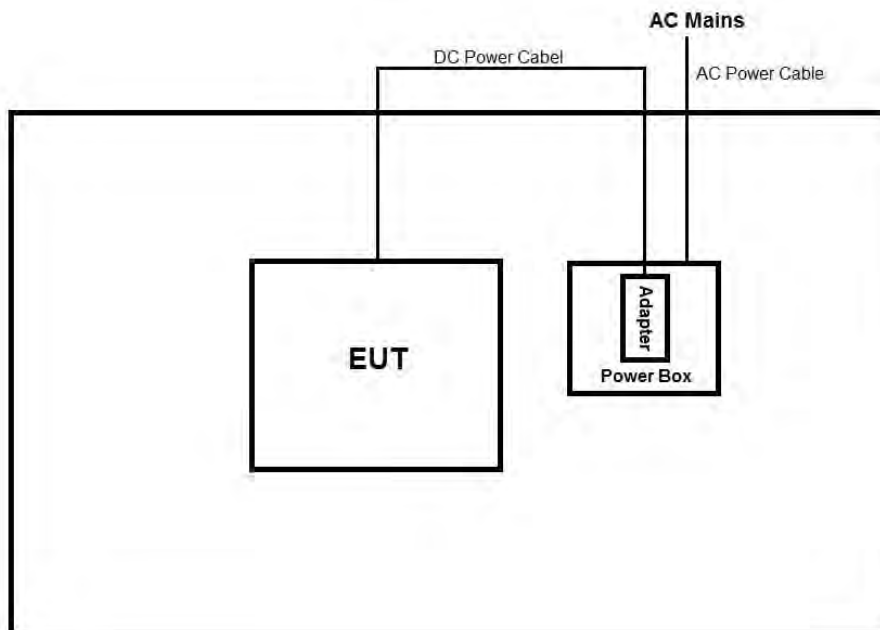 AC Mains
DC Power Cabel
AC Power Cable
EUT
Adapter
Power Box